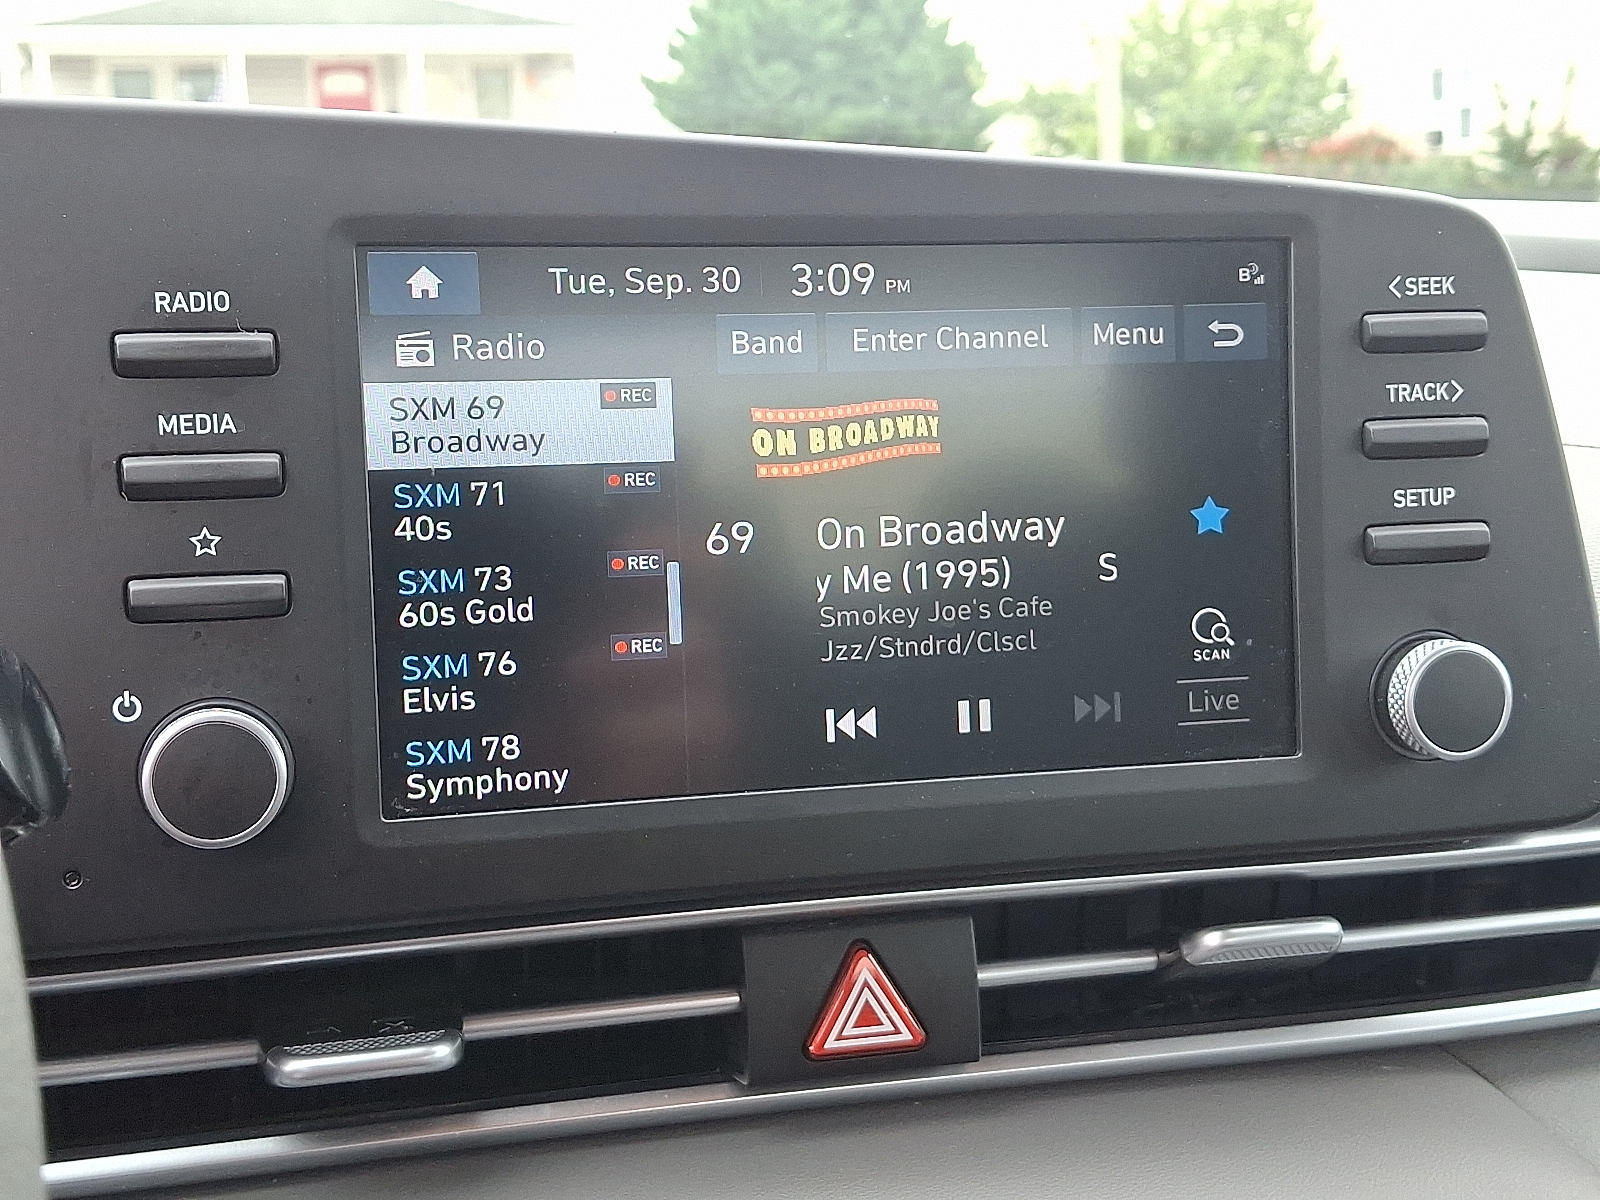 Tue, Sep. 30 3:09 PM B
Radio Band Enter Channel Menu
RADIO
MEDIA
SXM 69 REC
Broadway
SXM 71 REC
40s
SXM 73 REC
60s Gold
SXM 76 REC
Elvis
SXM 78
Symphony
ON BROADWAY
69 On Broadway
y Me (1995) S
Smokey Joe's Cafe
Jzz/Stndrd/Clscl
SCAN
Live
<SEEK
TRACK>
SETUP